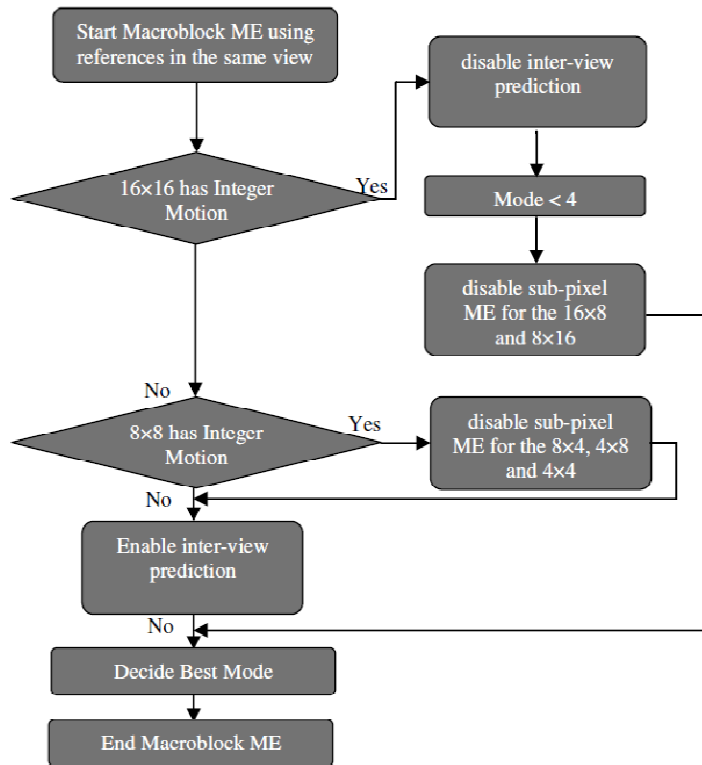 Start Macroblock ME using
references in the same view
disable inter-view
prediction
16×16 has Integer
Motion
Yes
Mode < 4
disable sub-pixel
ME for the 16×8
and 8×16
No
8×8 has Integer
Motion
Yes
disable sub-pixel
ME for the 8×4, 4×8
and 4×4
No
Enable inter-view
prediction
No
Decide Best Mode
End Macroblock ME